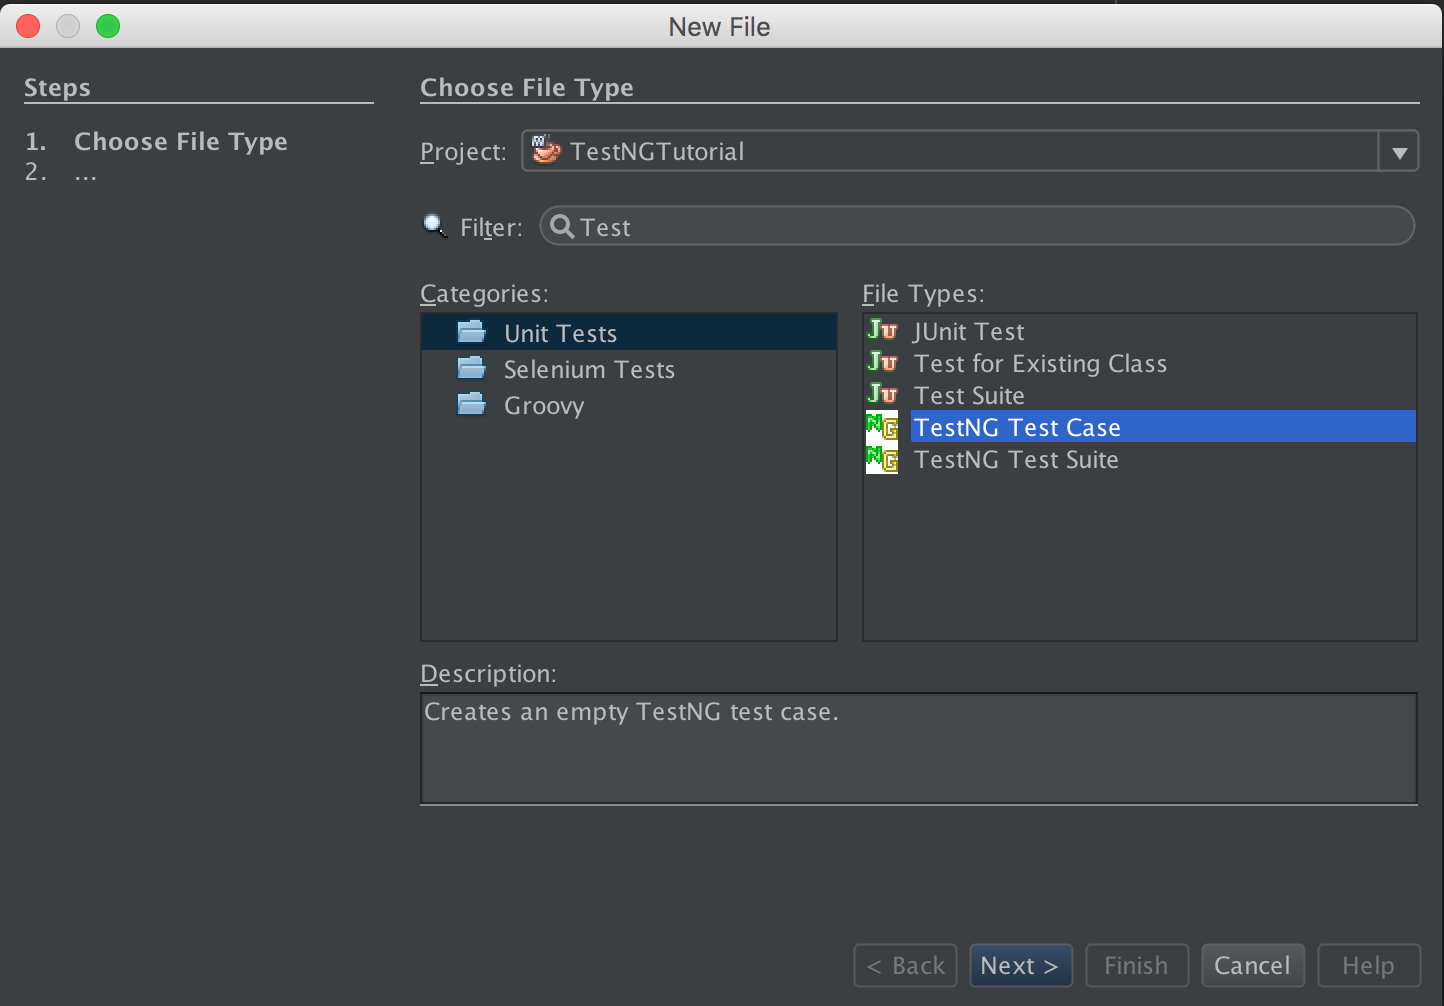 New File
Steps
1. Choose File Type
2. ...
Choose File Type
Project: TestNGTutorial
Filter: Test
Categories:
Unit Tests
Selenium Tests
Groovy
File Types:
JUnit Test
Test for Existing Class
Test Suite
TestNG Test Case
TestNG Test Suite
Description:
Creates an empty TestNG test case.
< Back Next > Finish Cancel Help